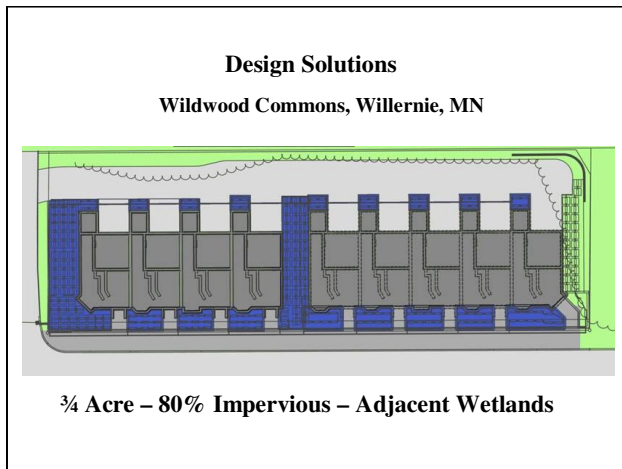 Design Solutions
Wildwood Commons, Willernie, MN
¾ Acre – 80% Impervious – Adjacent Wetlands